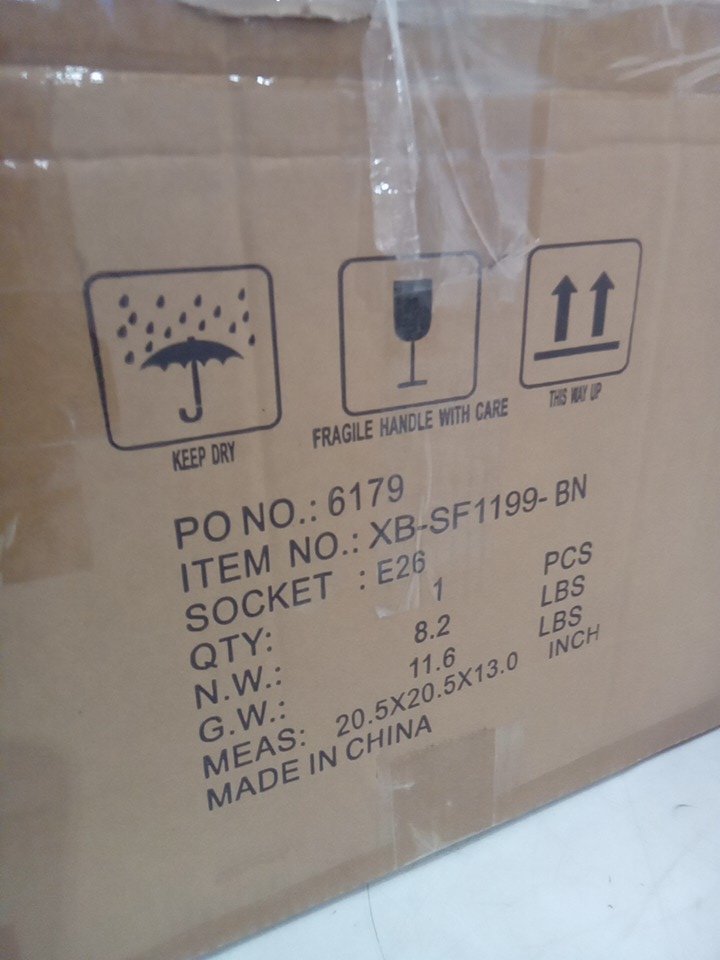 KEEP DRY
FRAGILE HANDLE WITH CARE
THIS WAY UP
PO NO.: 6179
ITEM NO.: XB-SF1199-BN
SOCKET : E26
QTY: 1 PCS
N.W.: 8.2 LBS
G.W.: 11.6 LBS
MEAS: 20.5X20.5X13.0 INCH
MADE IN CHINA